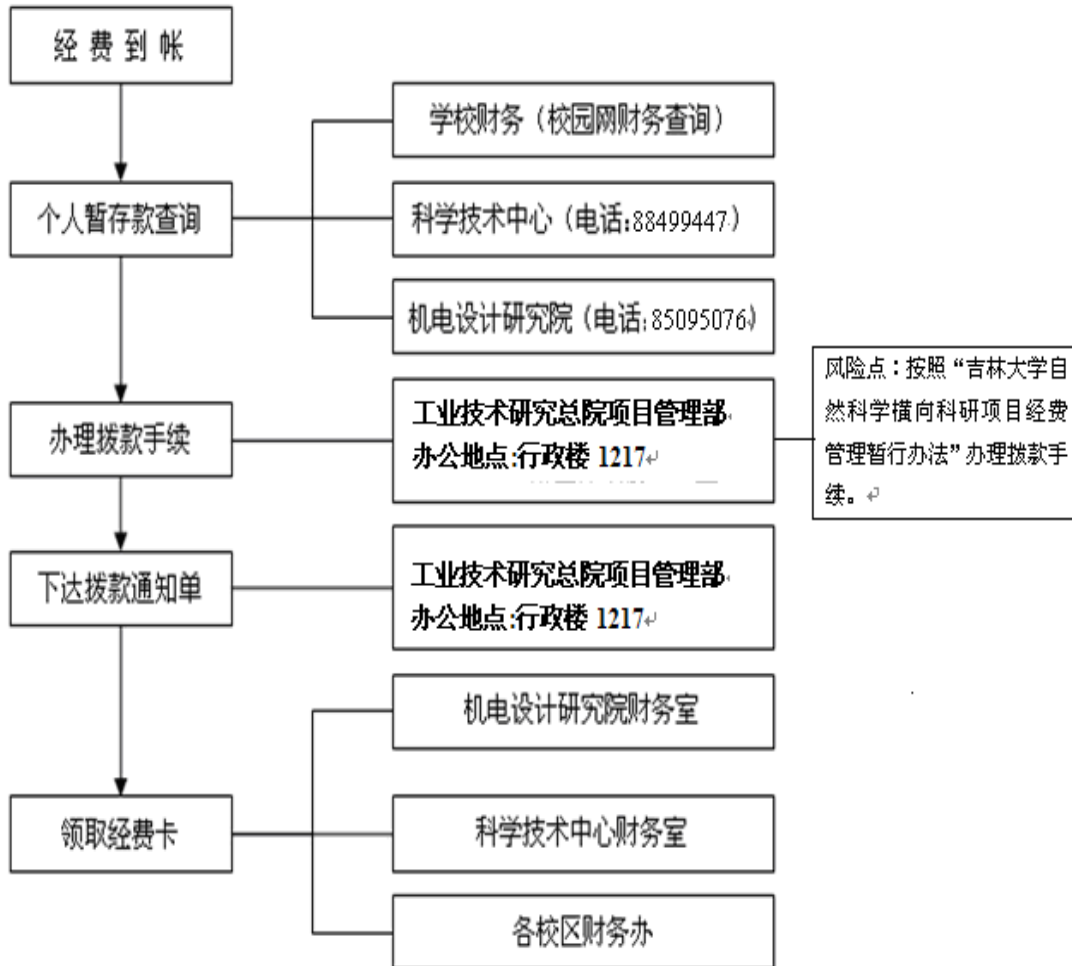 经 费 到 帐
学校财务（校园网财务查询）
个人暂存款查询
科学技术中心（电话:88499447）
机电设计研究院（电话:85095076）
办理拨款手续
工业技术研究总院项目管理部
办公地点:行政楼 1217
风险点：按照“吉林大学自
然科学横向科研项目经费
管理暂行办法”办理拨款手
续。
下达拨款通知单
工业技术研究总院项目管理部
办公地点:行政楼 1217
机电设计研究院财务室
领取经费卡
科学技术中心财务室
各校区财务办